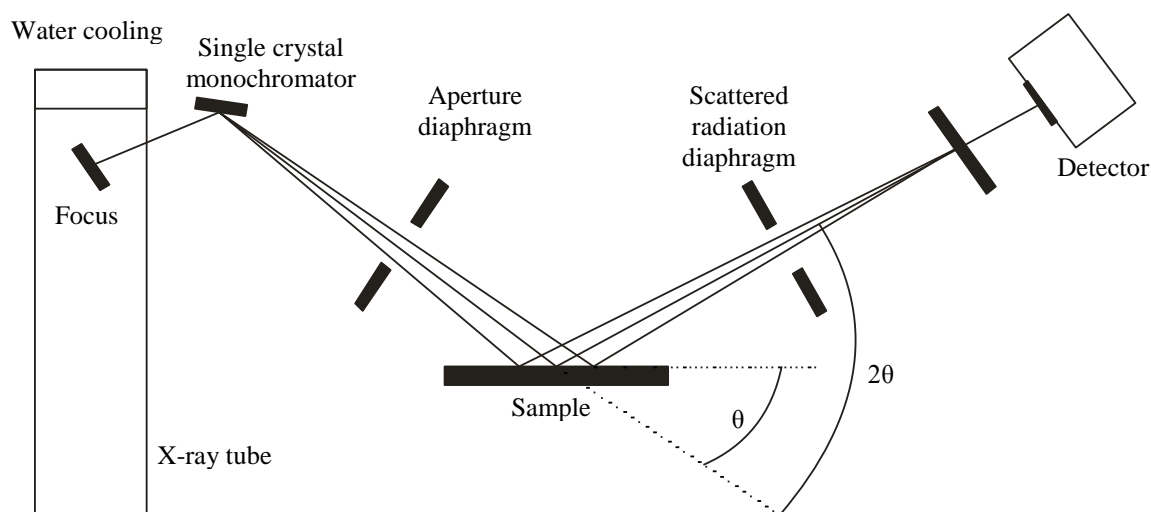 Water cooling
Single crystal
monochromator
Aperture
diaphragm
Scattered
radiation
diaphragm
Detector
Focus
2θ
Sample
θ
X-ray tube